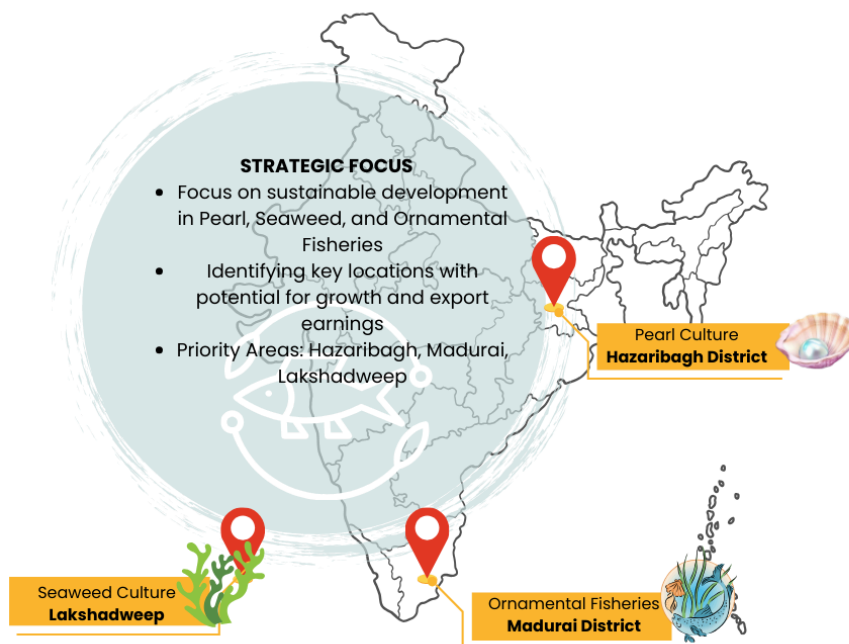 STRATEGIC FOCUS
• Focus on sustainable development
in Pearl, Seaweed, and Ornamental
Fisheries
• Identifying key locations with
potential for growth and export
earnings
• Priority Areas: Hazaribagh, Madurai,
Lakshadweep
Pearl Culture
Hazaribagh District
Seaweed Culture
Lakshadweep
Ornamental Fisheries
Madurai District